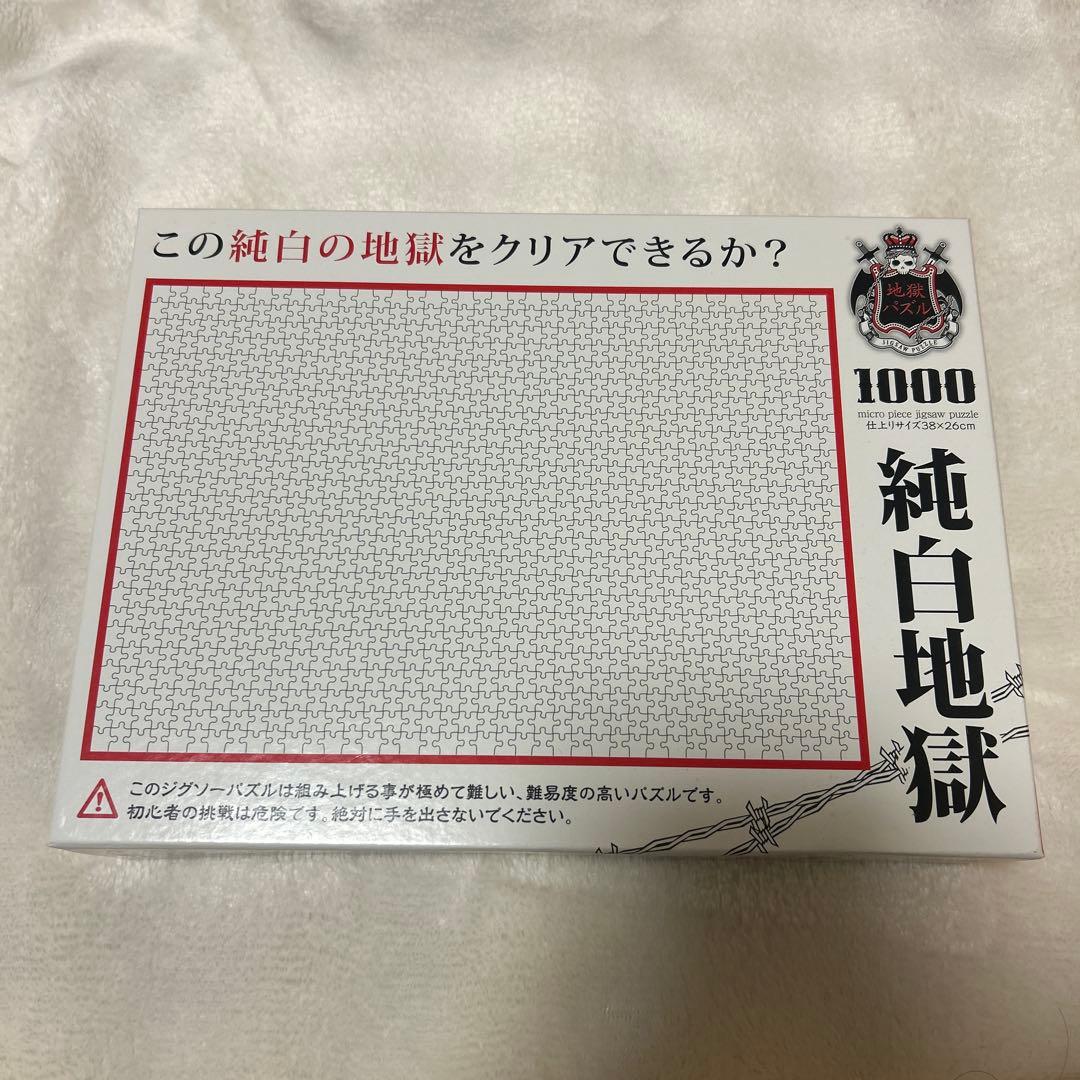 この純白の地獄をクリアできるか？
地獄
パズル
JIGSAW PUZZLE
1000
micro piece jigsaw puzzle
仕上りサイズ38×26cm
純白地獄
このジグソーパズルは組み上げる事が極めて難しい、難易度の高いパズルです。
初心者の挑戦は危険です。絶対に手を出さないでください。